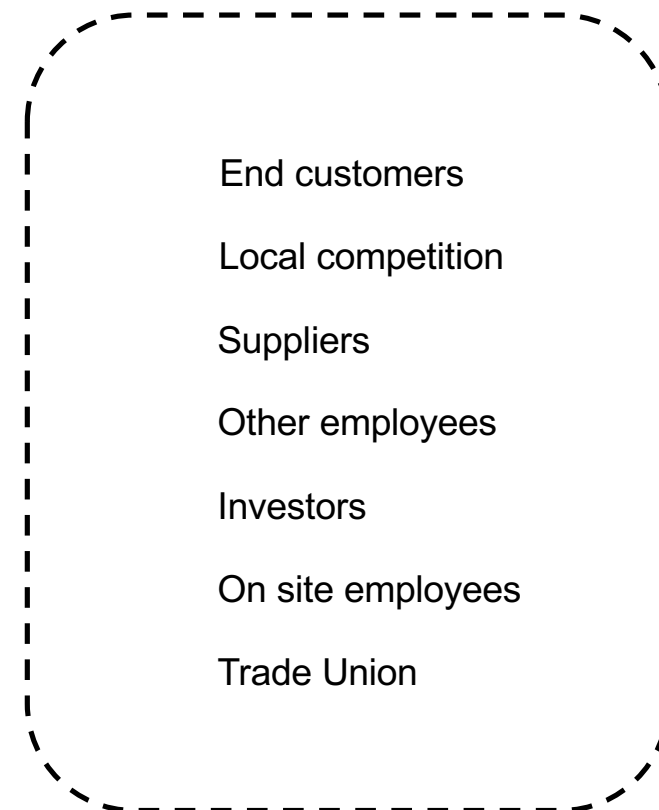 End customers
Local competition
Suppliers
Other employees
Investors
On site employees
Trade Union